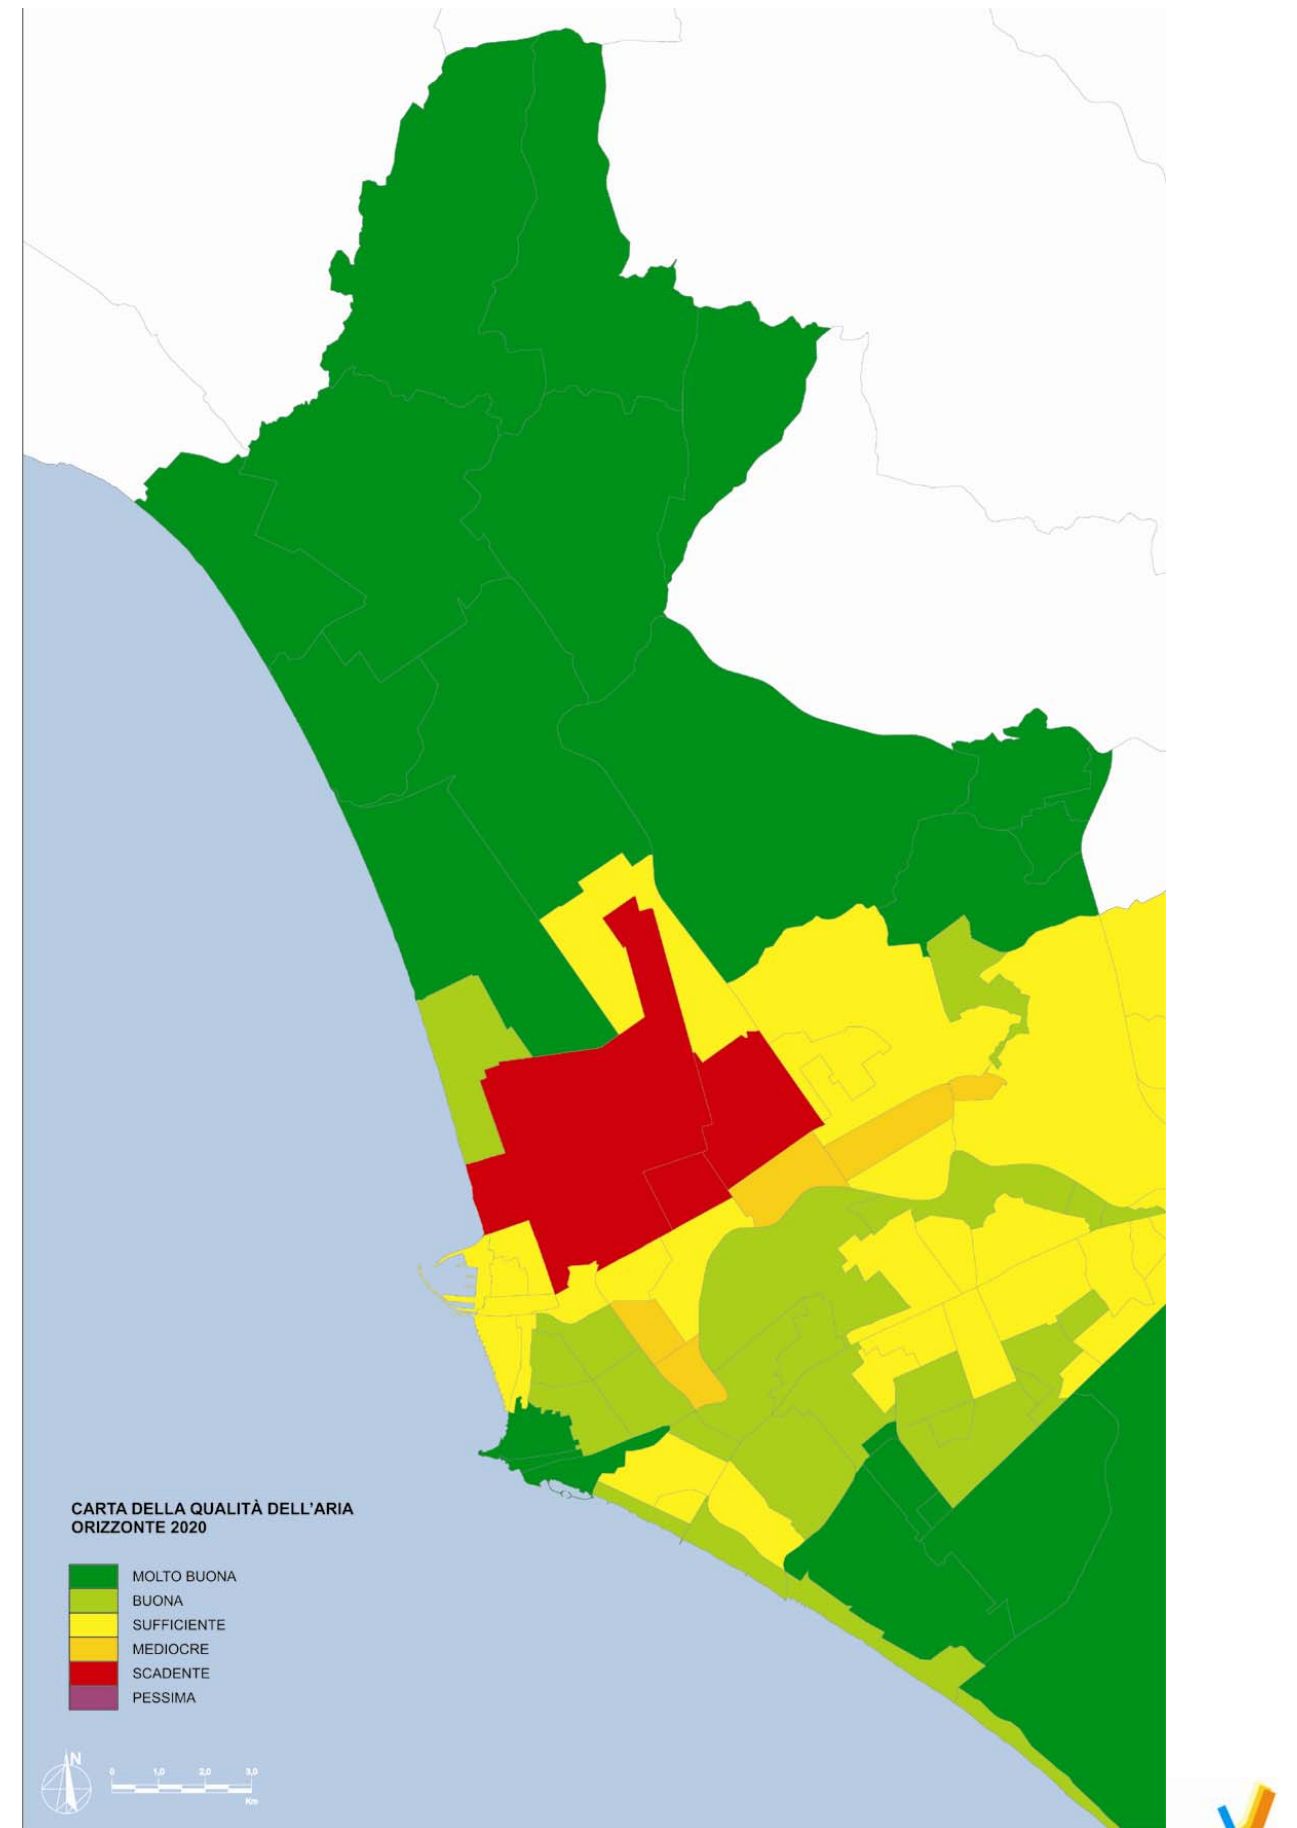 CARTA DELLA QUALITÀ DELL'ARIA
ORIZZONTE 2020
MOLTO BUONA
BUONA
SUFFICIENTE
MEDIOCRE
SCADENTE
PESSIMA
N
0 1,0 2,0 3,0
Km